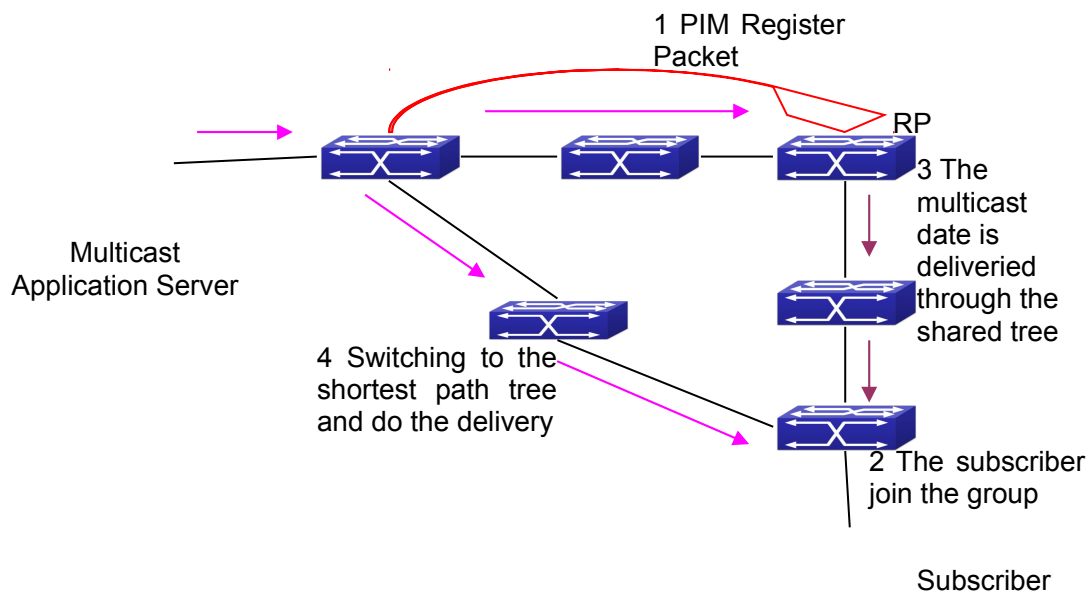 1 PIM Register
Packet
RP
3 The
multicast
date is
deliveried
through the
shared tree
Multicast
Application Server
4 Switching to the
shortest path tree
and do the delivery
2 The subscriber
join the group
Subscriber